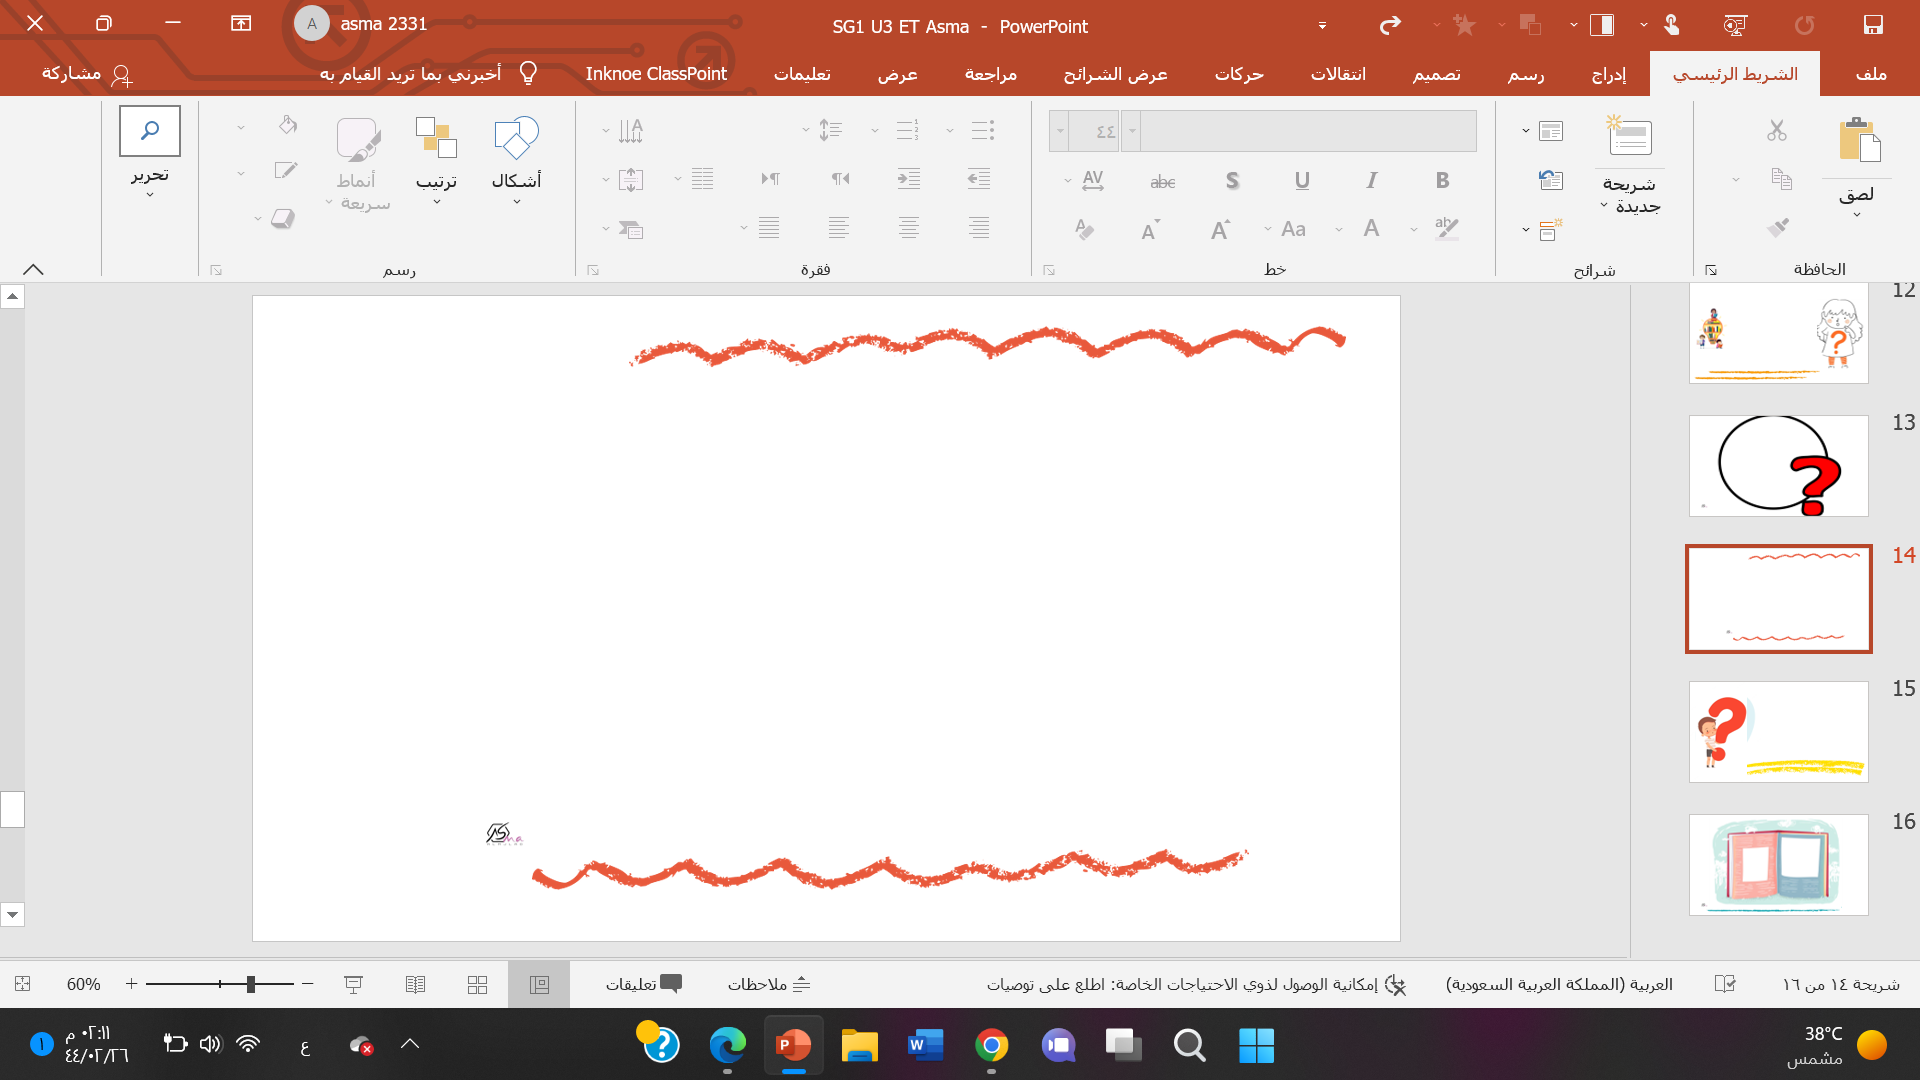 asma 2331
SG1 U3 ET Asma - PowerPoint
ملف
الشريط الرئيسي
إدراج
رسم
تصميم
انتقالات
حركات
عرض الشرائح
مراجعة
عرض
تعليمات
Inknoe ClassPoint
أخبرني بما تريد القيام به
مشاركة
لصق
الحافظة
شريحة
جديدة
شرائح
٤٤
خط
فقرة
أشكال
ترتيب
أنماط
سريعة
رسم
تحرير
12
13
14
15
16
شريحة ١٤ من ١٦
العربية (المملكة العربية السعودية)
إمكانية الوصول لذوي الاحتياجات الخاصة: اطلع على توصيات
ملاحظات
تعليقات
60%
38°C
مشمس
ع
٠٢:١١ م
٤٤/٠٢/٢٦
١